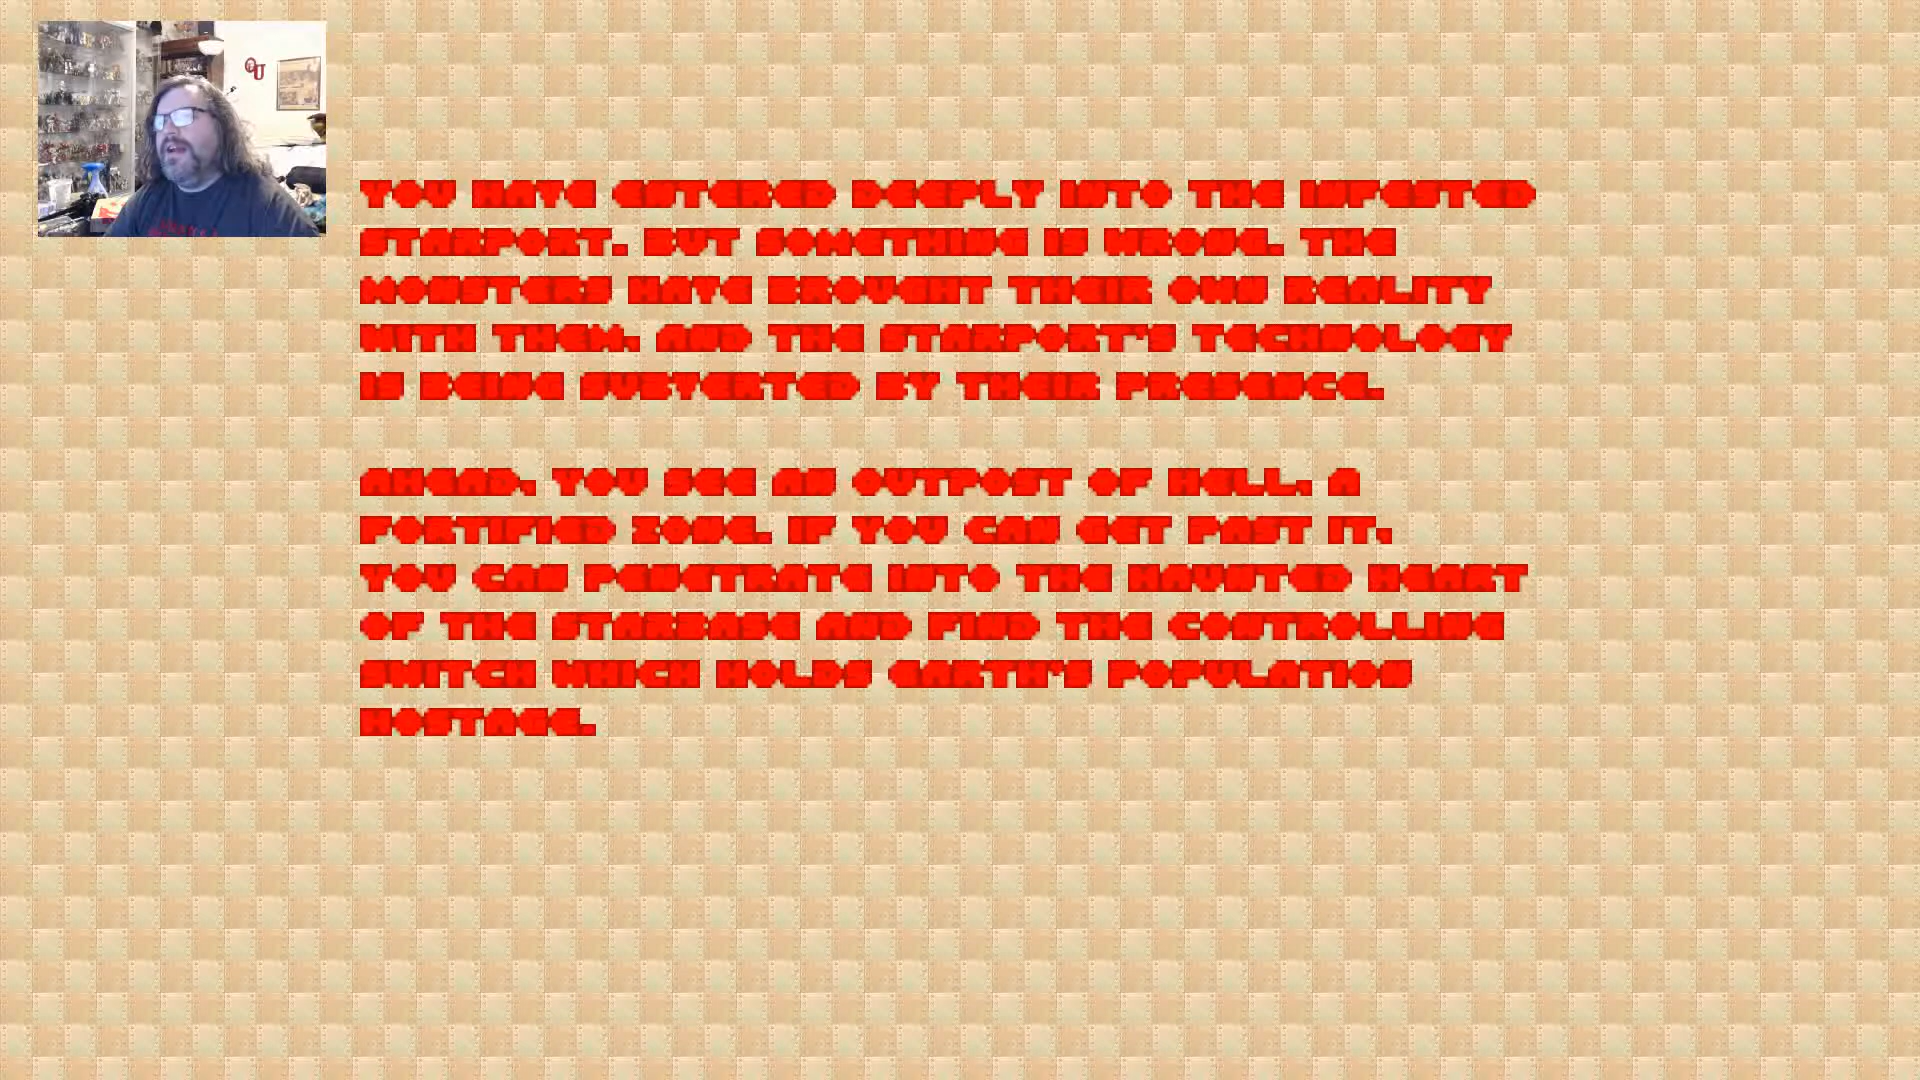 OU
YOU HAVE ENTERED DEEPLY INTO THE INFESTED
STARPORT. BUT SOMETHING IS WRONG. THE
MONSTERS HAVE BROUGHT THEIR OWN REALITY
WITH THEM, AND THE STARPORT'S TECHNOLOGY
IS BEING SUBVERTED BY THEIR PRESENCE.
AHEAD, YOU SEE AN OUTPOST OF HELL, A
FORTIFIED ZONE. IF YOU CAN GET PAST IT,
YOU CAN PENETRATE INTO THE HAUNTED HEART
OF THE STARBASE AND FIND THE CONTROLLING
SWITCH WHICH HOLDS EARTH'S POPULATION
HOSTAGE.